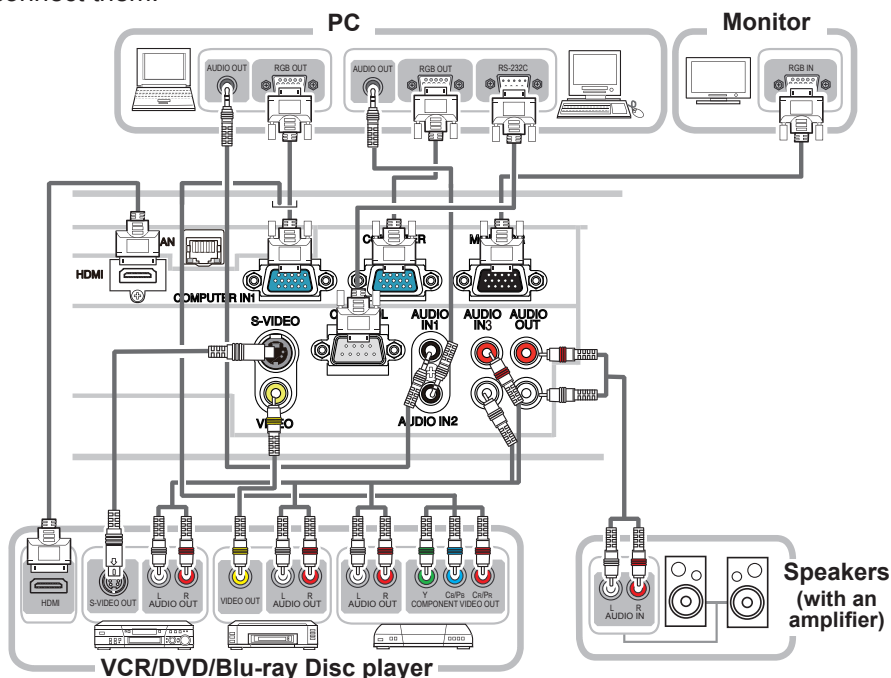 connect them.
PC
Monitor
AUDIO OUT
RGB OUT
AUDIO OUT
RGB OUT
RS-232C
RGB IN
HDMI
COMPUTER IN1
S-VIDEO
AUDIO
IN1
AUDIO
IN3
AUDIO
OUT
VIDEO
AUDIO IN2
HDMI
S-VIDEO OUT
L R
AUDIO OUT
VIDEO OUT
L R
AUDIO OUT
L R
AUDIO OUT
Y CB/PB CR/PR
COMPONENT VIDEO OUT
L R
AUDIO IN
Speakers
(with an
amplifier)
VCR/DVD/Blu-ray Disc player